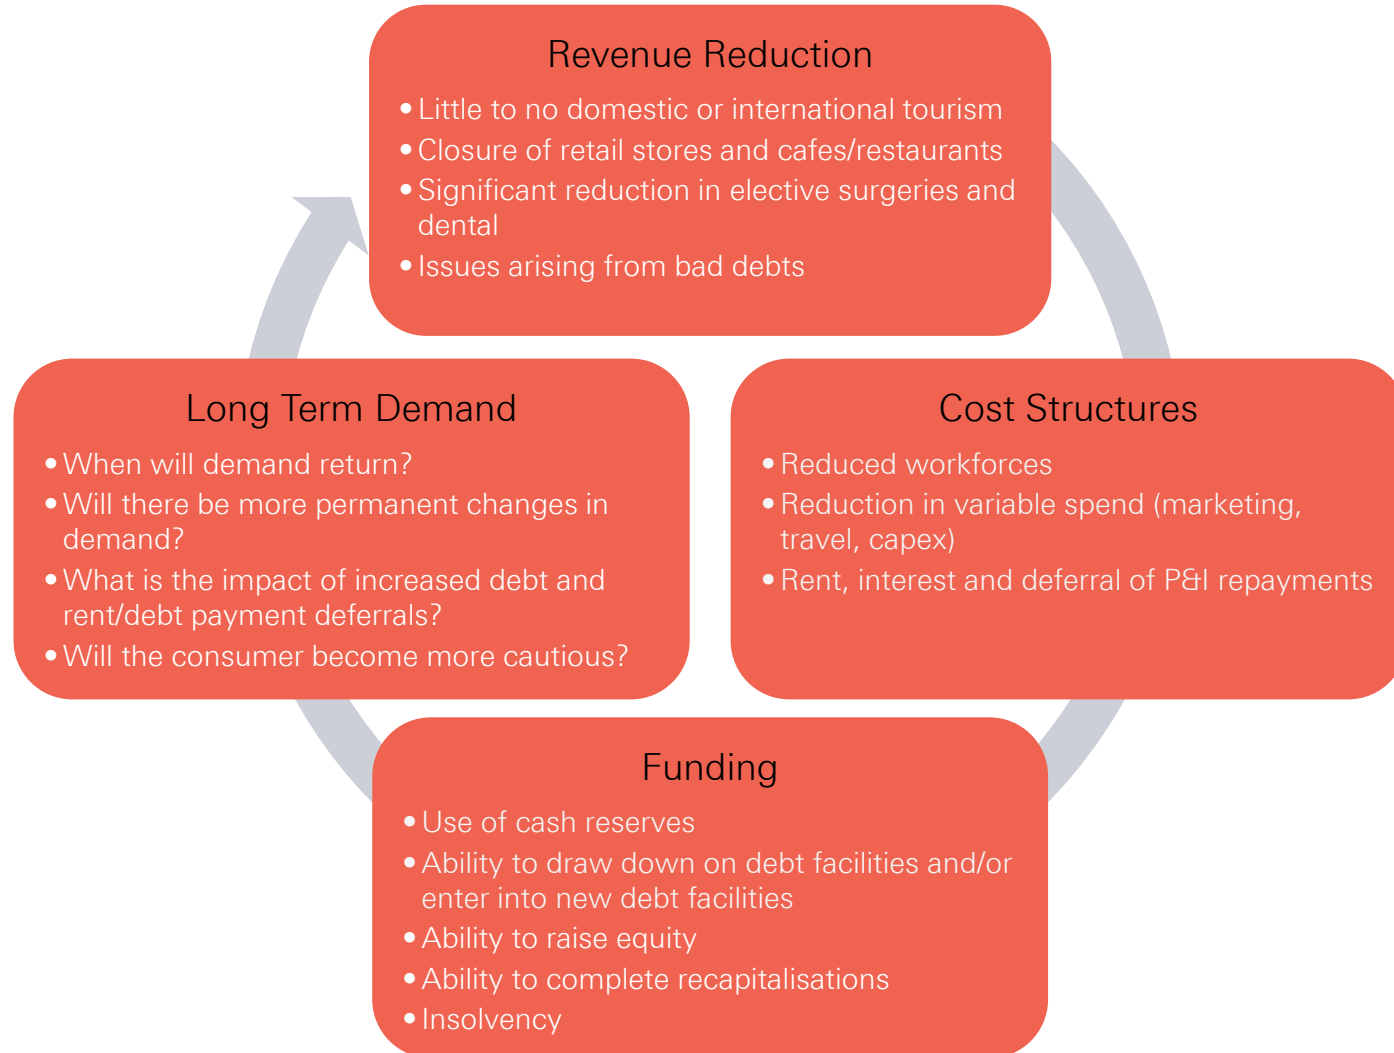 Revenue Reduction
• Little to no domestic or international tourism
• Closure of retail stores and cafes/restaurants
• Significant reduction in elective surgeries and
dental
• Issues arising from bad debts
Long Term Demand
• When will demand return?
• Will there be more permanent changes in
demand?
• What is the impact of increased debt and
rent/debt payment deferrals?
• Will the consumer become more cautious?
Cost Structures
• Reduced workforces
• Reduction in variable spend (marketing,
travel, capex)
• Rent, interest and deferral of P&I repayments
Funding
• Use of cash reserves
• Ability to draw down on debt facilities and/or
enter into new debt facilities
• Ability to raise equity
• Ability to complete recapitalisations
• Insolvency